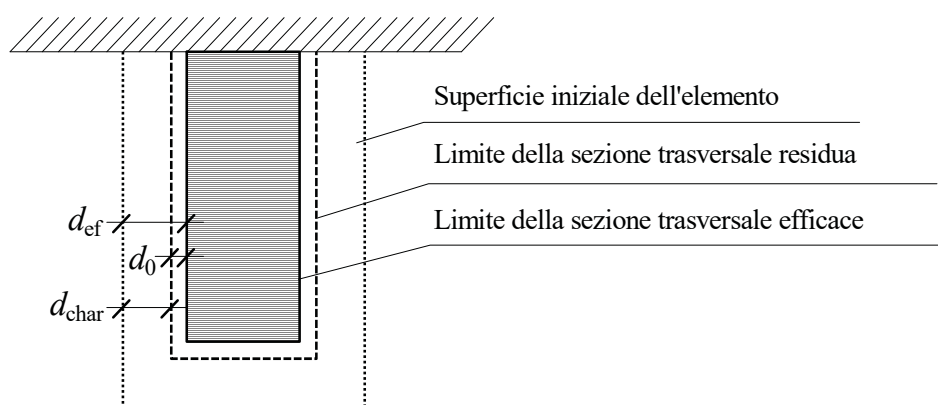 Superficie iniziale dell'elemento
Limite della sezione trasversale residua
Limite della sezione trasversale efficace
d_ef
d_0
d_char